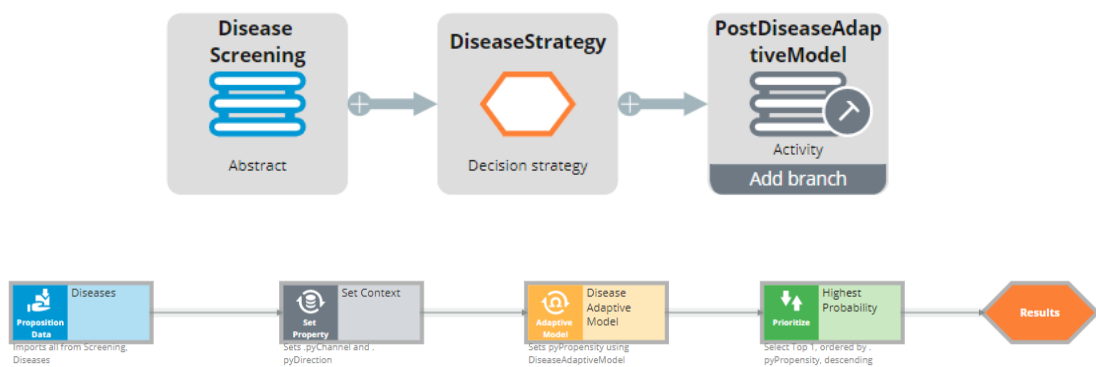 Disease
Screening
Abstract
DiseaseStrategy
Decision strategy
PostDiseaseAdap
tiveModel
Activity
Add branch
Diseases
Proposition
Data
Imports all from Screening,
Diseases
Set Context
Set
Property
Sets .pyChannel and .
pyDirection
Disease
Adaptive
Model
Adaptive
Model
Sets pyPropensity using
DiseaseAdaptiveModel
Highest
Probability
Prioritize
Select Top 1, ordered by .
pyPropensity, descending
Results